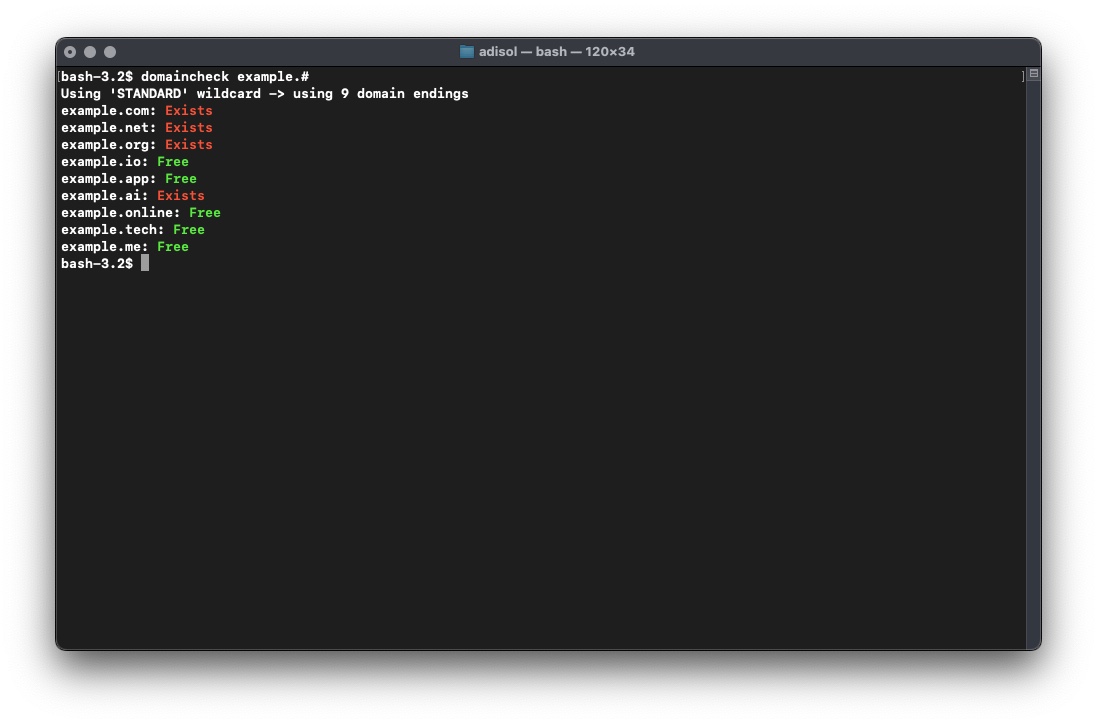 adisol — bash — 120×34
[bash-3.2$ domaincheck example.# ]
Using 'STANDARD' wildcard -> using 9 domain endings
example.com: Exists
example.net: Exists
example.org: Exists
example.io: Free
example.app: Free
example.ai: Exists
example.online: Free
example.tech: Free
example.me: Free
bash-3.2$